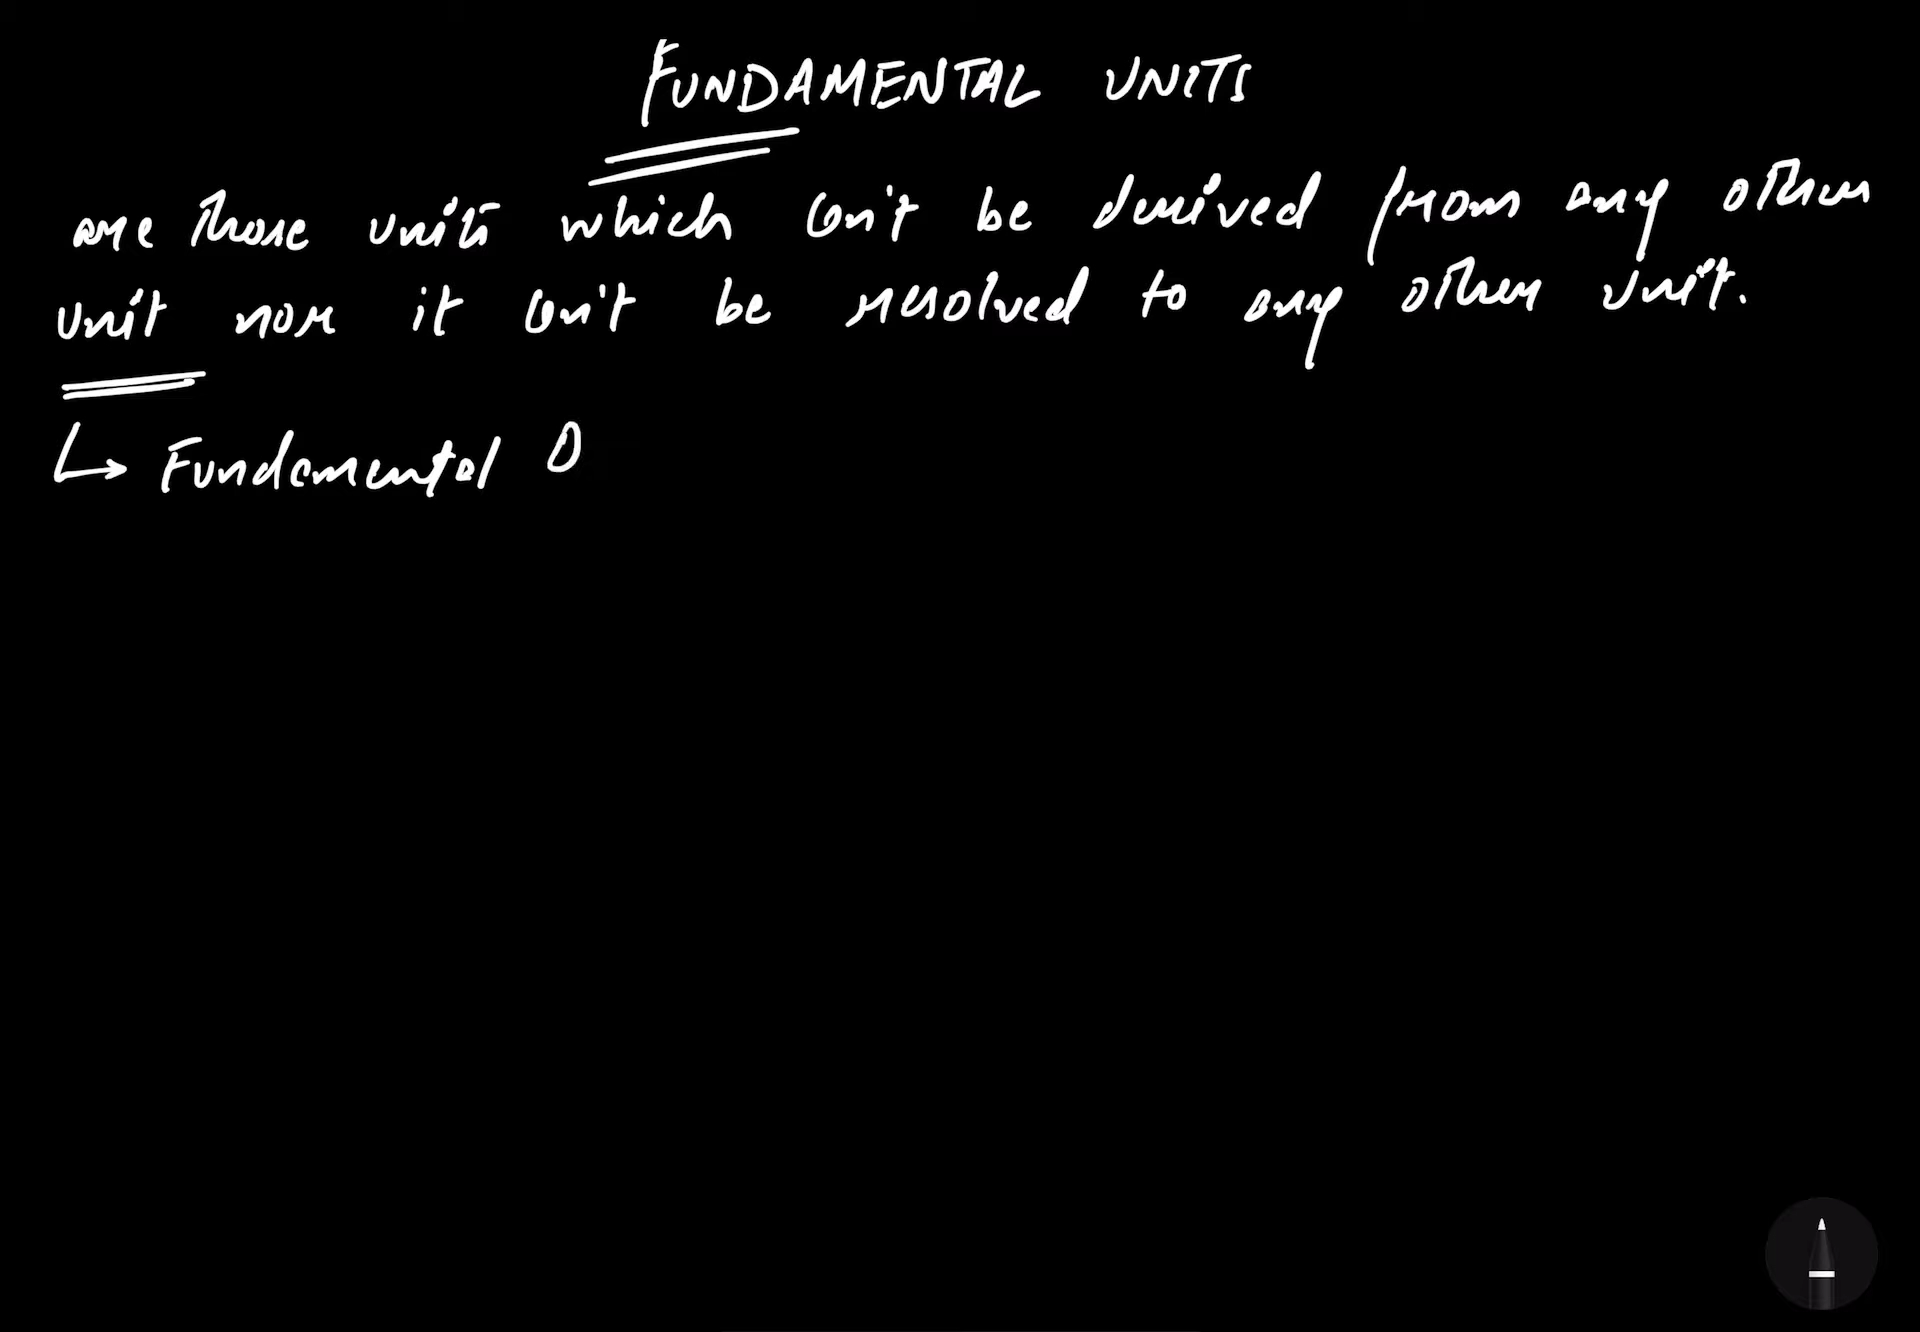 FUNDAMENTAL UNITS
are those units which can't be derived from any other
unit nor it can't be resolved to any other unit.
↳ Fundamental